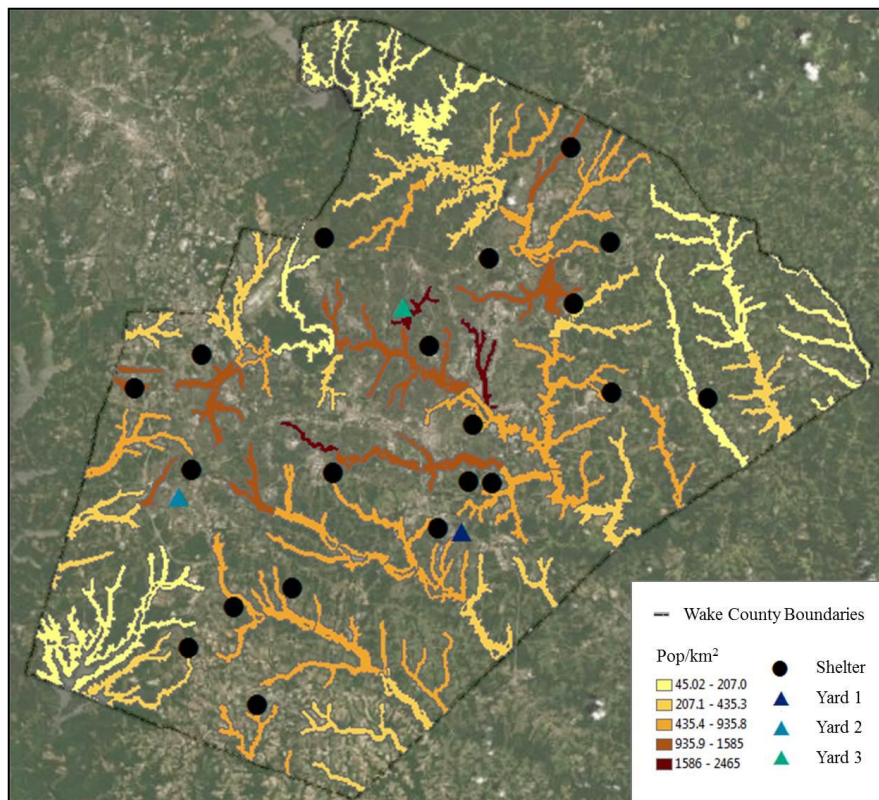 Wake County Boundaries
Pop/km²
45.02 - 207.0
207.1 - 435.3
435.4 - 935.8
935.9 - 1585
1586 - 2465
Shelter
Yard 1
Yard 2
Yard 3